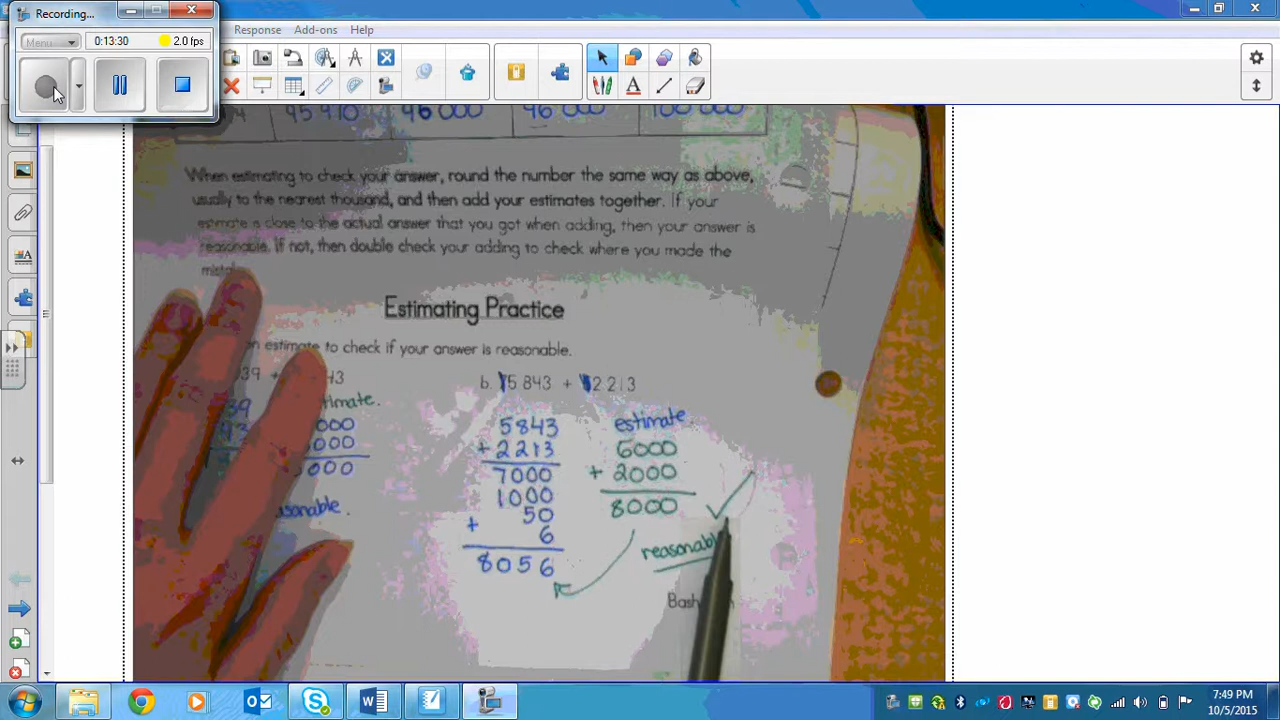 Recording...
Menu
0:13:30
2.0 fps
Response Add-ons Help
95 910
96 000
96 000
100 000
When estimating to check your answer, round the number the same way as above,
usually to the nearest thousand, and then add your estimates together. If your
estimate is close to the actual answer that you got when adding, then your answer is
reasonable. If not, then double check your adding to check where you made the
Estimating Practice
estimate to check if your answer is reasonable.
b. 5 843 + 2 213
5843
+ 2213
7000
1000
50
+ 6
8056
estimate
6000
+ 2000
8000
reasonable
7:49 PM
10/5/2015